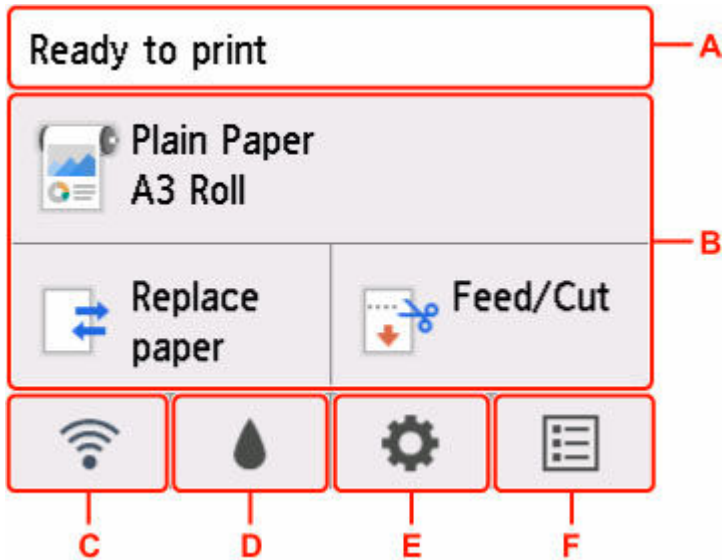 Ready to print
A
Plain Paper
A3 Roll
B
Replace
paper
Feed/Cut
C
D
E
F